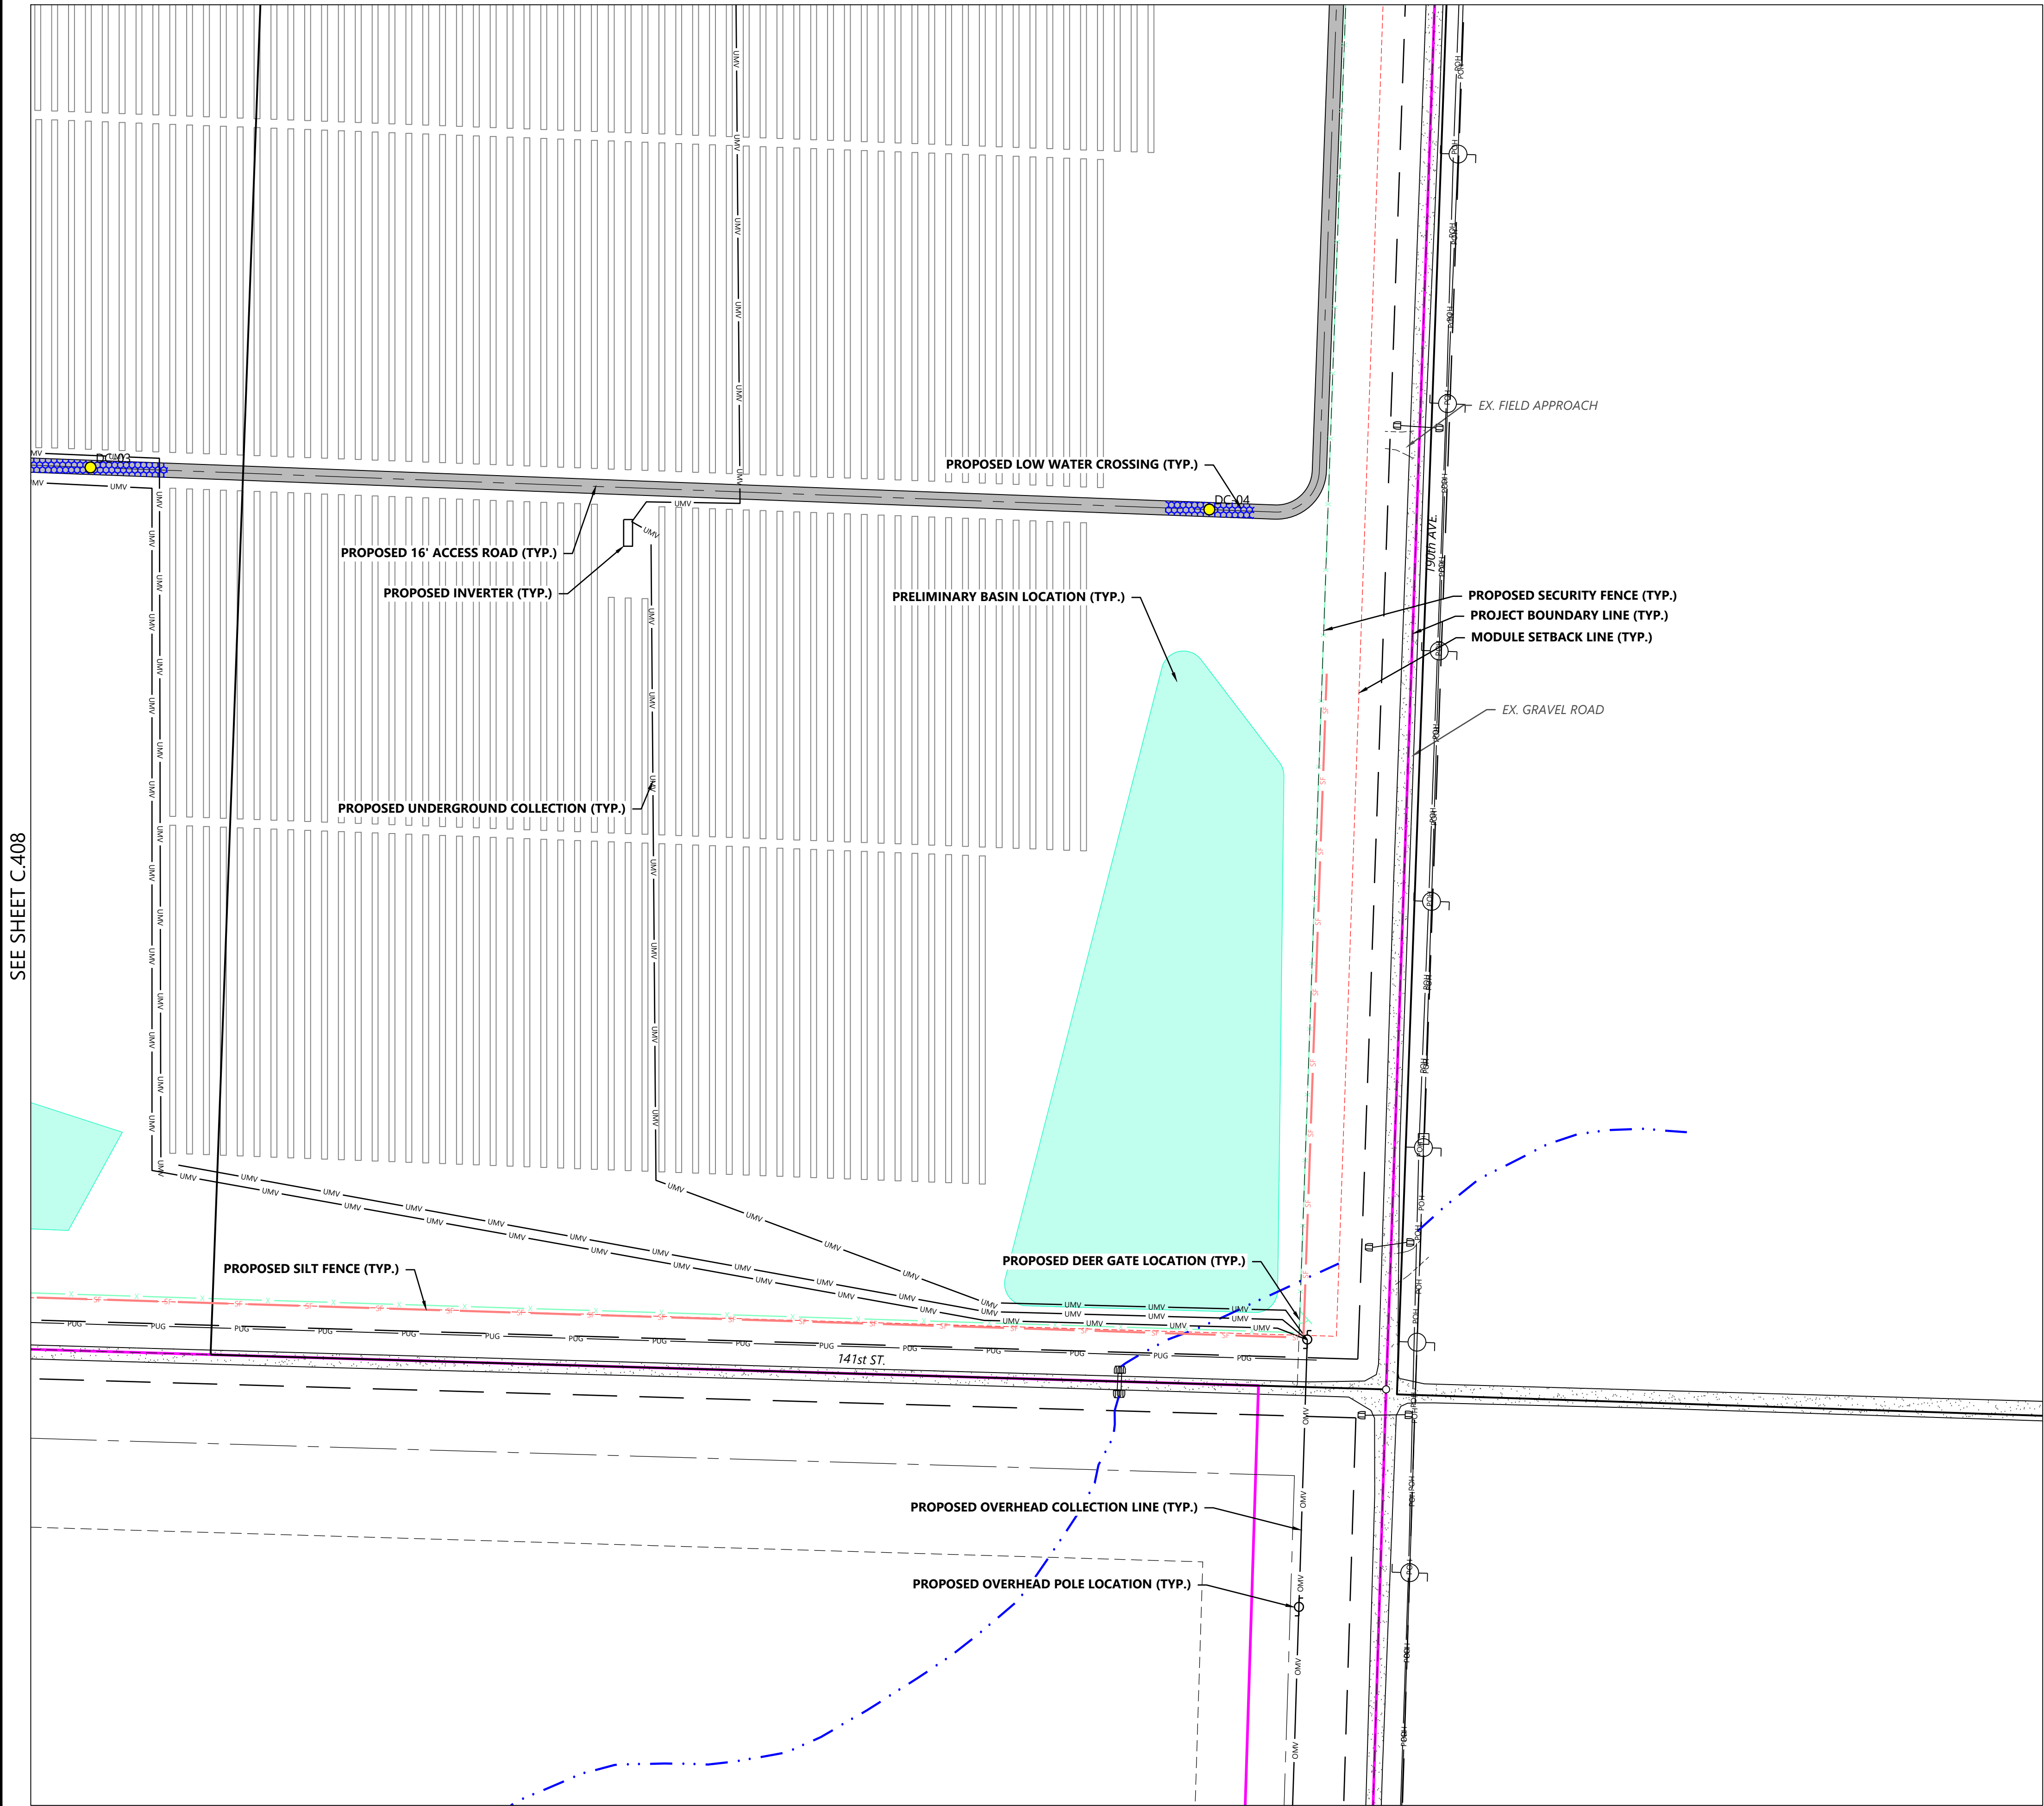 SEE SHEET C.408
DC-03
PROPOSED LOW WATER CROSSING (TYP.)
DC-04
EX. FIELD APPROACH
190th AVE.
PROPOSED 16' ACCESS ROAD (TYP.)
PROPOSED INVERTER (TYP.)
PRELIMINARY BASIN LOCATION (TYP.)
PROPOSED SECURITY FENCE (TYP.)
PROJECT BOUNDARY LINE (TYP.)
MODULE SETBACK LINE (TYP.)
EX. GRAVEL ROAD
PROPOSED UNDERGROUND COLLECTION (TYP.)
UMV
POH
SF
PROPOSED DEER GATE LOCATION (TYP.)
PROPOSED SILT FENCE (TYP.)
PUG
141st ST.
OMV
PROPOSED OVERHEAD COLLECTION LINE (TYP.)
PROPOSED OVERHEAD POLE LOCATION (TYP.)